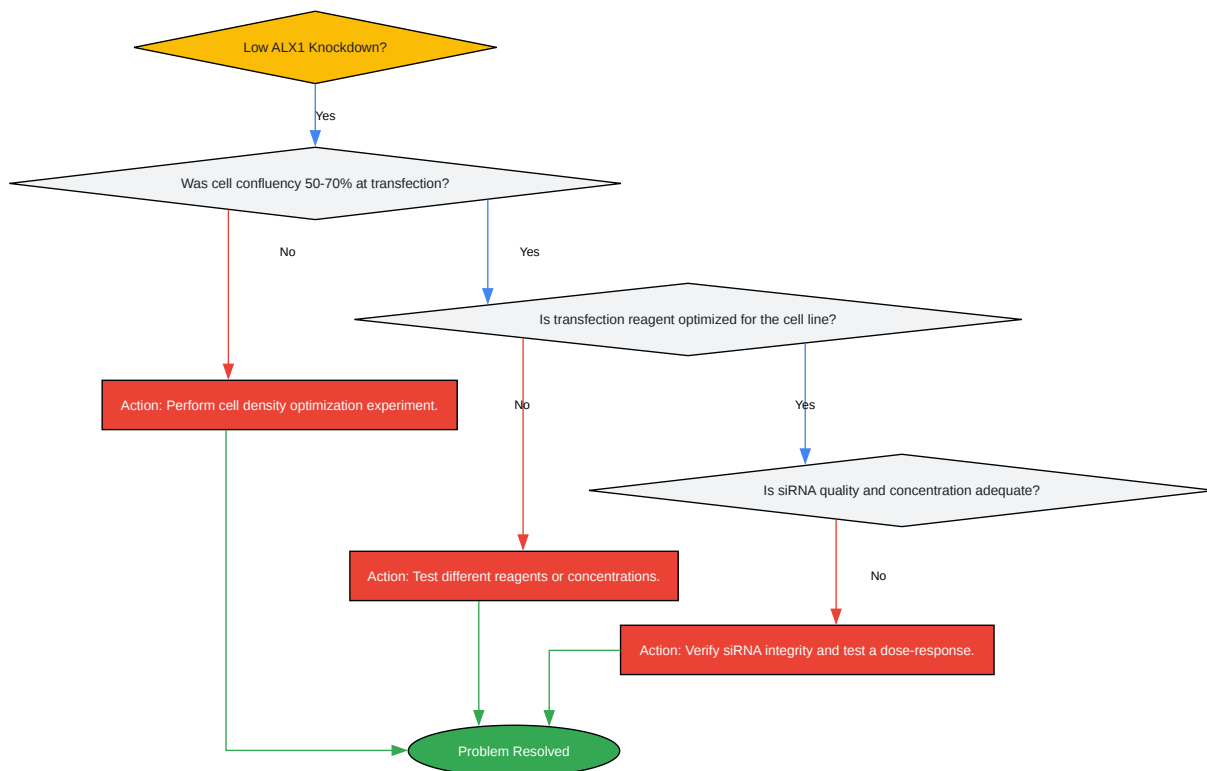 Low ALX1 Knockdown?
Yes
Was cell confluency 50-70% at transfection?
No
Yes
Is transfection reagent optimized for the cell line?
Action: Perform cell density optimization experiment.
No
Yes
Is siRNA quality and concentration adequate?
Action: Test different reagents or concentrations.
No
Action: Verify siRNA integrity and test a dose-response.
Problem Resolved